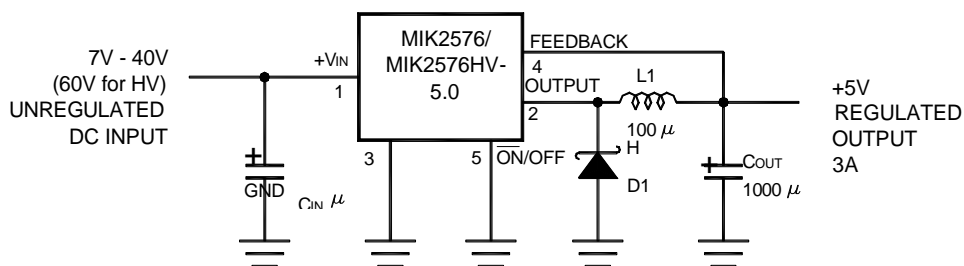 7V - 40V
(60V for HV)
UNREGULATED
DC INPUT
+VIN
1
MIK2576/
MIK2576HV-
5.0
FEEDBACK
4
OUTPUT
2
L1
100 μ
H
D1
+5V
REGULATED
OUTPUT
3A
3
5
ON/OFF
+
GND
CIN μ
+
COUT
1000 μ